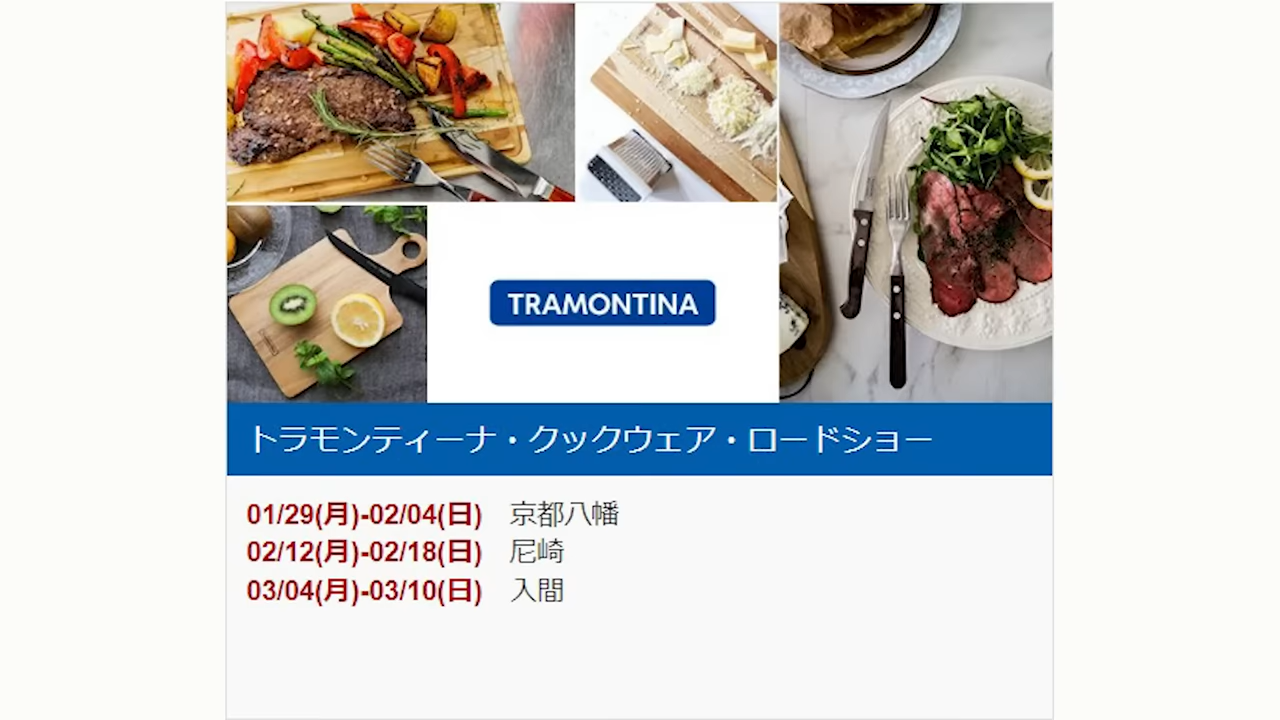 TRAMONTINA
トラモンティーナ・クックウェア・ロードショー
01/29(月)-02/04(日) 京都八幡
02/12(月)-02/18(日) 尼崎
03/04(月)-03/10(日) 入間